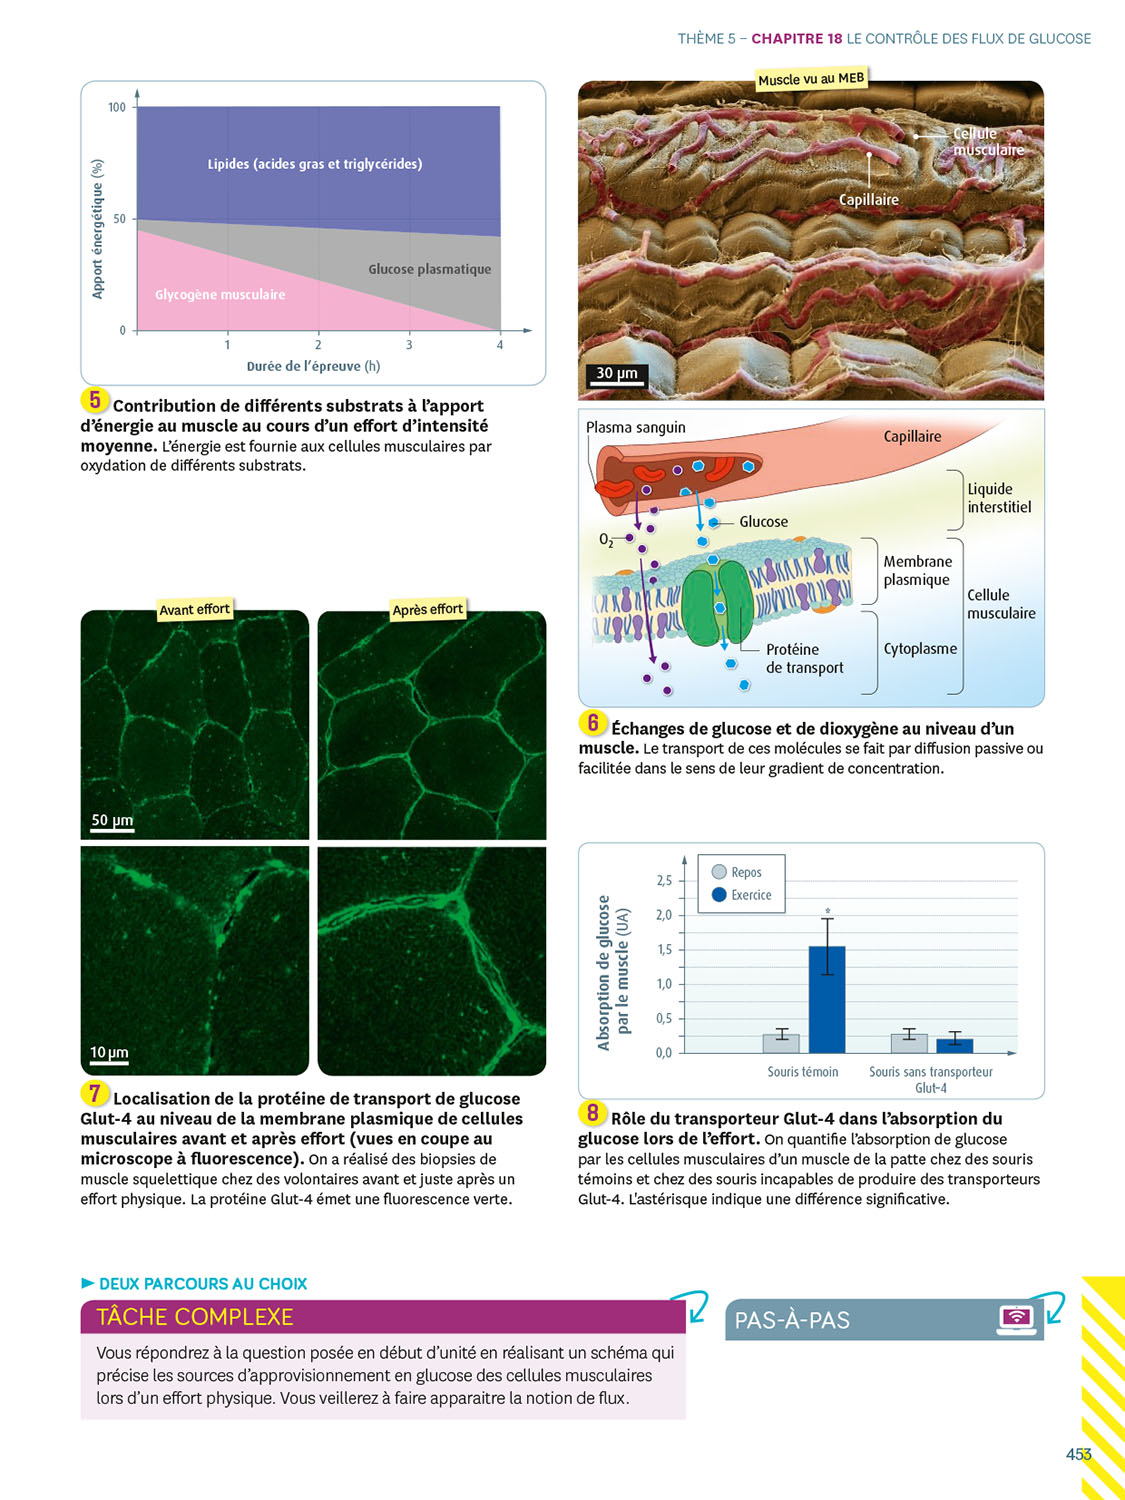 THÈME 5 – CHAPITRE 18 LE CONTRÔLE DES FLUX DE GLUCOSE
100
50
0
Apport énergétique (%)
Lipides (acides gras et triglycérides)
Glucose plasmatique
Glycogène musculaire
1
2
3
4
Durée de l'épreuve (h)
5 Contribution de différents substrats à l'apport
d'énergie au muscle au cours d'un effort d'intensité
moyenne. L'énergie est fournie aux cellules musculaires par
oxydation de différents substrats.
Muscle vu au MEB
Cellule
musculaire
Capillaire
30 µm
Plasma sanguin
Capillaire
Liquide
interstitiel
Glucose
O2
Membrane
plasmique
Cellule
musculaire
Protéine
de transport
Cytoplasme
6 Échanges de glucose et de dioxygène au niveau d'un
muscle. Le transport de ces molécules se fait par diffusion passive ou
facilitée dans le sens de leur gradient de concentration.
Avant effort
Après effort
50 µm
10 µm
7 Localisation de la protéine de transport de glucose
Glut-4 au niveau de la membrane plasmique de cellules
musculaires avant et après effort (vues en coupe au
microscope à fluorescence). On a réalisé des biopsies de
muscle squelettique chez des volontaires avant et juste après un
effort physique. La protéine Glut-4 émet une fluorescence verte.
Absorption de glucose
par le muscle (UA)
2,5
2,0
1,5
1,0
0,5
0,0
Repos
Exercice
*
Souris témoin
Souris sans transporteur
Glut-4
8 Rôle du transporteur Glut-4 dans l'absorption du
glucose lors de l'effort. On quantifie l'absorption de glucose
par les cellules musculaires d'un muscle de la patte chez des souris
témoins et chez des souris incapables de produire des transporteurs
Glut-4. L'astérisque indique une différence significative.
► DEUX PARCOURS AU CHOIX
TÂCHE COMPLEXE
Vous répondrez à la question posée en début d'unité en réalisant un schéma qui
précise les sources d'approvisionnement en glucose des cellules musculaires
lors d'un effort physique. Vous veillerez à faire apparaitre la notion de flux.
PAS-À-PAS
453